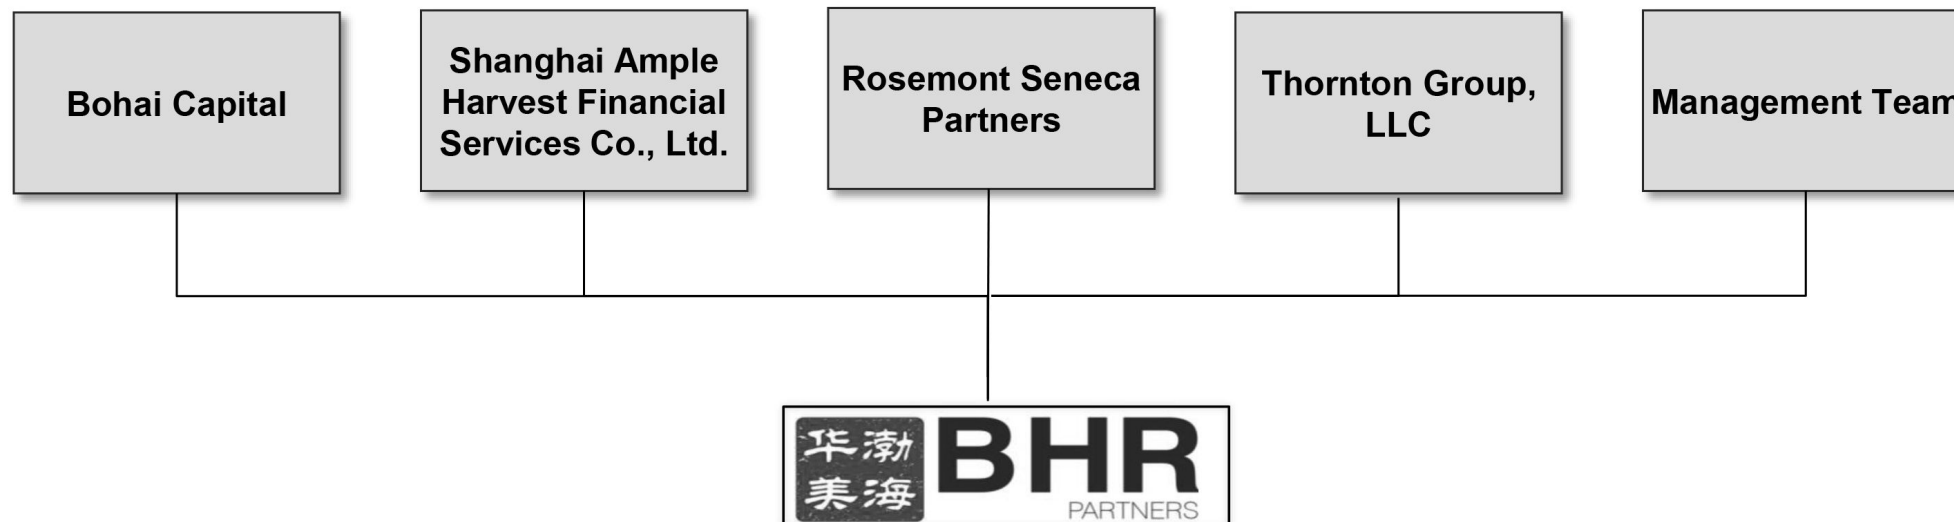 Bohai Capital
Shanghai Ample
Harvest Financial
Services Co., Ltd.
Rosemont Seneca
Partners
Thornton Group,
LLC
Management Team
华渤
美海
BHR
PARTNERS